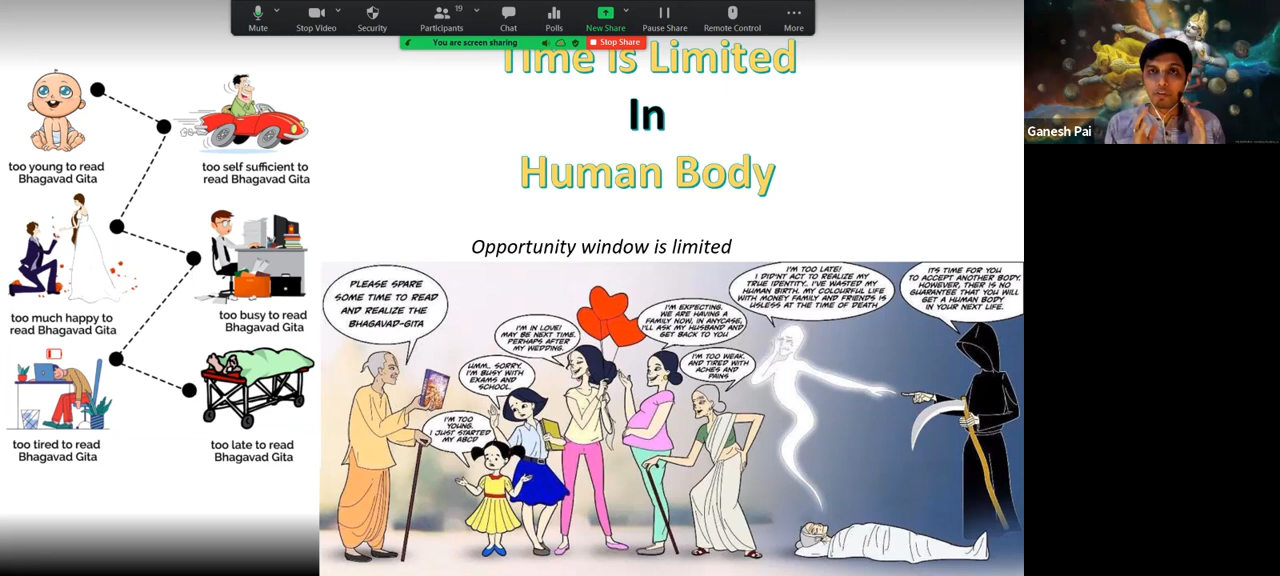 Mute
Stop Video
Security
19
Participants
Chat
Polls
New Share
Pause Share
Remote Control
More
You are screen sharing
Stop Share
Time is Limited
In
Human Body
Opportunity window is limited
too young to read
Bhagavad Gita
too self sufficient to
read Bhagavad Gita
too much happy to
read Bhagavad Gita
too busy to read
Bhagavad Gita
too tired to read
Bhagavad Gita
too late to read
Bhagavad Gita
PLEASE SPARE
SOME TIME TO READ
AND REALIZE THE
BHAGAVAD-GITA
I'M TOO
YOUNG.
I JUST STARTED
MY ABCD
UMM.. SORRY.
I'M BUSY WITH
EXAMS AND
SCHOOL.
I'M IN LOVE!
MAY BE NEXT TIME.
PERHAPS AFTER
MY WEDDING.
I'M EXPECTING.
WE ARE HAVING A
FAMILY NOW, IN ANYCASE,
I'LL ASK MY HUSBAND AND
GET BACK TO YOU
I'M TOO WEAK.
AND TIRED WITH
ACHES AND
PAINS
I'M TOO LATE!
I DID'NT ACT TO REALIZE MY
TRUE IDENTITY. I'VE WASTED MY
HUMAN BIRTH. MY COLOURFUL LIFE
WITH MONEY FAMILY AND FRIENDS IS
USLESS AT THE TIME OF DEATH
ITS TIME FOR YOU
TO ACCEPT ANOTHER BODY.
HOWEVER, THER IS NO
GUARANTEE THAT YOU WILL
GET A HUMAN BODY
IN YOUR NEXT LIFE.
Ganesh Pai